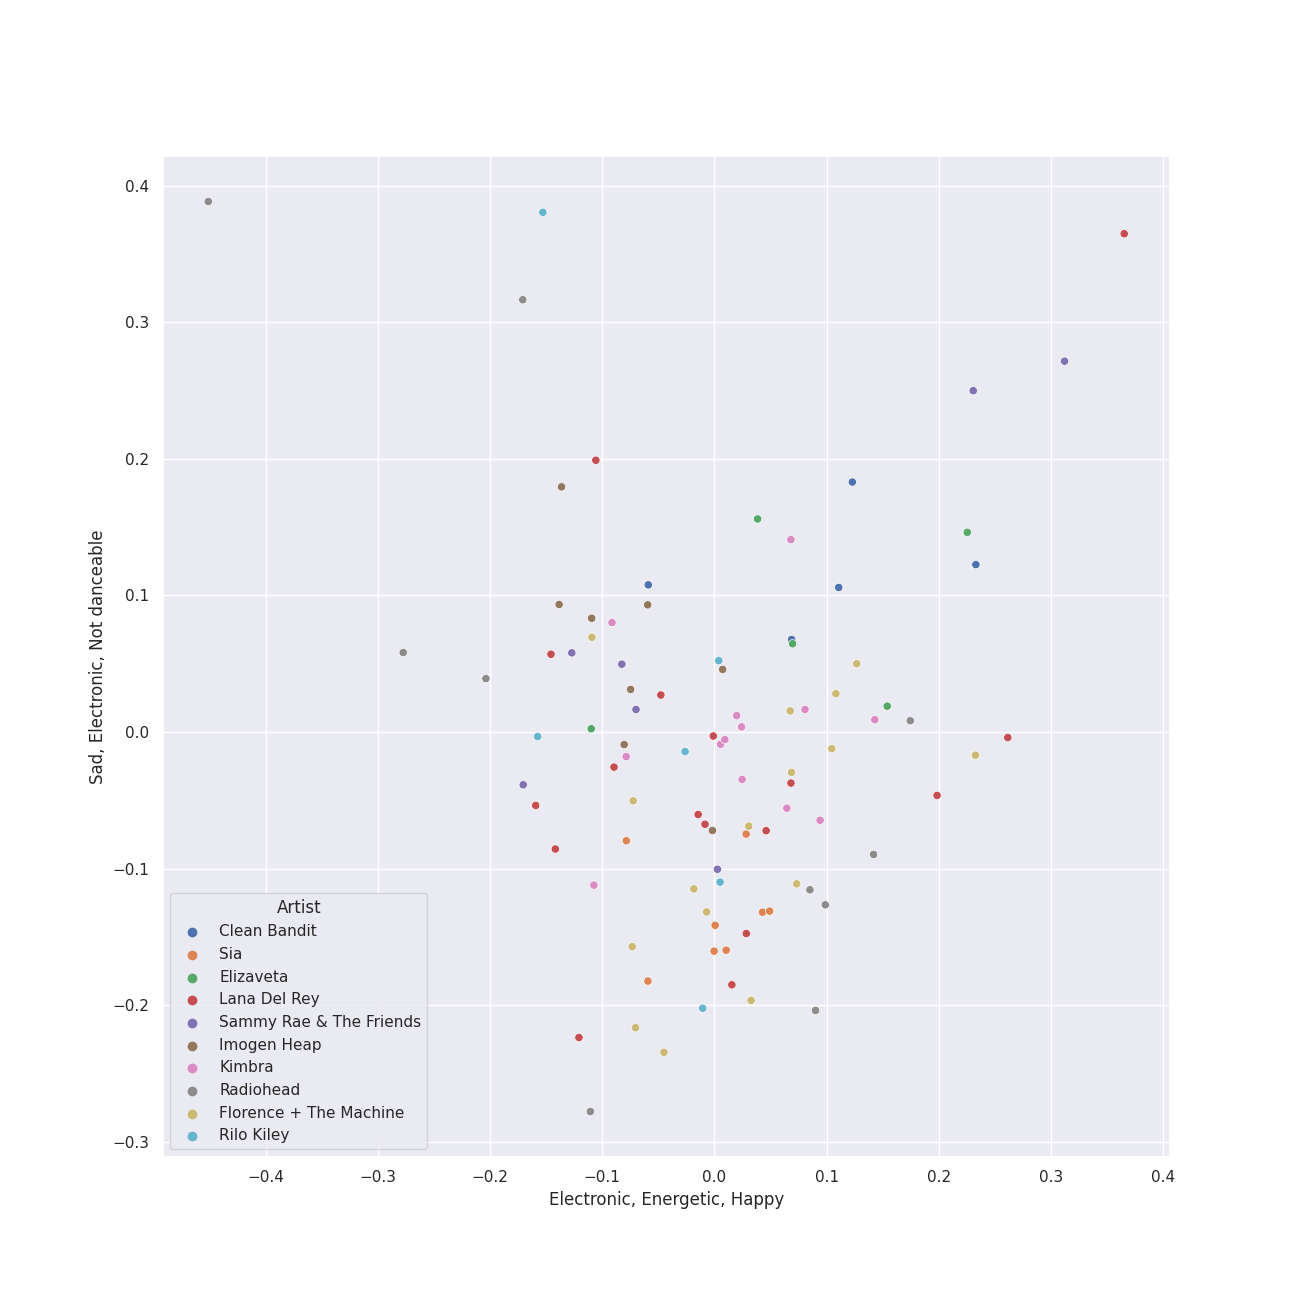 0.4
0.3
0.2
0.1
0.0
−0.1
−0.2
−0.3
Sad, Electronic, Not danceable
Artist
Clean Bandit
Sia
Elizaveta
Lana Del Rey
Sammy Rae & The Friends
Imogen Heap
Kimbra
Radiohead
Florence + The Machine
Rilo Kiley
−0.4 −0.3 −0.2 −0.1 0.0 0.1 0.2 0.3 0.4
Electronic, Energetic, Happy